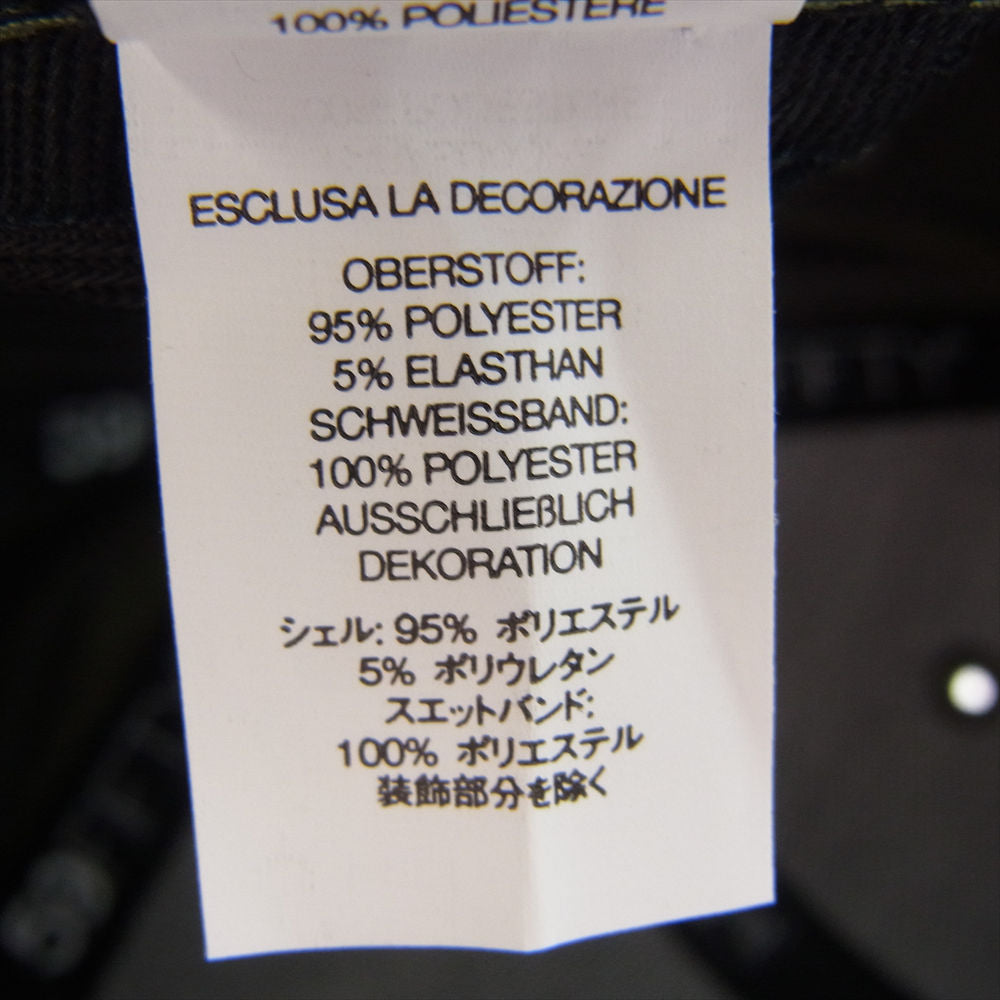 100% POLIESTERE
ESCLUSA LA DECORAZIONE
OBERSTOFF:
95% POLYESTER
5% ELASTHAN
SCHWEISSBAND:
100% POLYESTER
AUSSCHLIEßLICH
DEKORATION
シェル: 95% ポリエステル
5% ポリウレタン
スエットバンド:
100% ポリエステル
装飾部分を除く